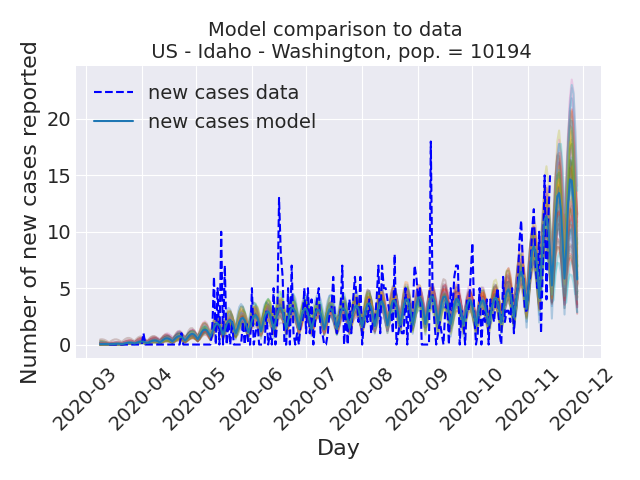 Model comparison to data
US - Idaho - Washington, pop. = 10194
Number of new cases reported
20
15
10
5
0
new cases data
new cases model
2020-03
2020-04
2020-05
2020-06
2020-07
2020-08
2020-09
2020-10
2020-11
2020-12
Day